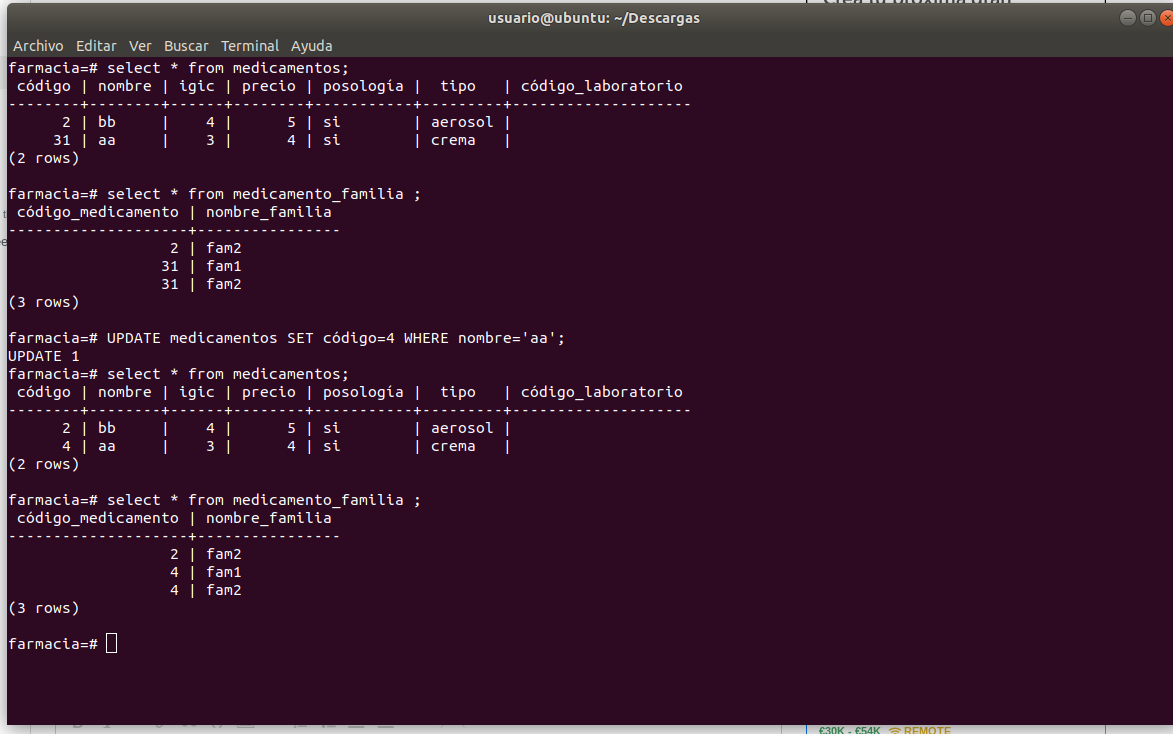 usuario@ubuntu: ~/Descargas
Archivo Editar Ver Buscar Terminal Ayuda
farmacia=# select * from medicamentos;
 código | nombre | igic | precio | posología |  tipo   | código_laboratorio
--------+--------+------+--------+-----------+---------+--------------------
      2 | bb     |    4 |      5 | si        | aerosol |
     31 | aa     |    3 |      4 | si        | crema   |
(2 rows)

farmacia=# select * from medicamento_familia ;
 código_medicamento | nombre_familia
--------------------+----------------
                  2 | fam2
                 31 | fam1
                 31 | fam2
(3 rows)

farmacia=# UPDATE medicamentos SET código=4 WHERE nombre='aa';
UPDATE 1
farmacia=# select * from medicamentos;
 código | nombre | igic | precio | posología |  tipo   | código_laboratorio
--------+--------+------+--------+-----------+---------+--------------------
      2 | bb     |    4 |      5 | si        | aerosol |
      4 | aa     |    3 |      4 | si        | crema   |
(2 rows)

farmacia=# select * from medicamento_familia ;
 código_medicamento | nombre_familia
--------------------+----------------
                  2 | fam2
                  4 | fam1
                  4 | fam2
(3 rows)

farmacia=#
€30K - €54K REMOTE